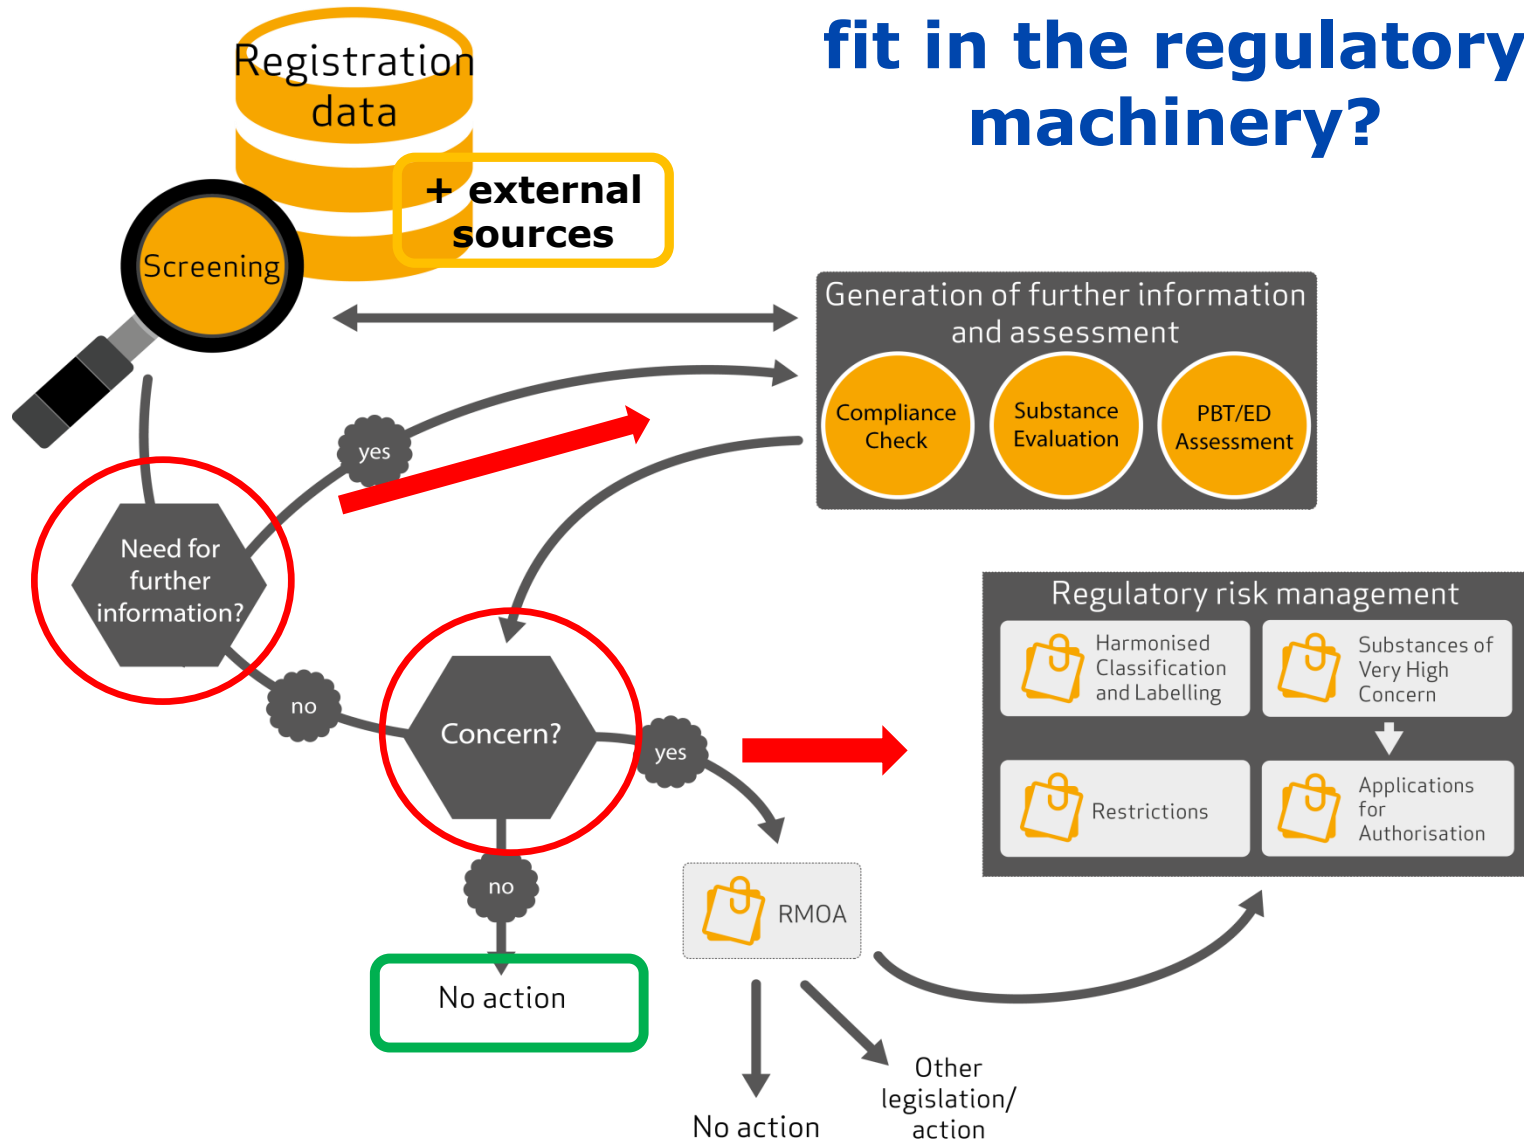 fit in the regulatory
machinery?
Registration
data
+ external
sources
Screening
Generation of further information
and assessment
Compliance
Check
Substance
Evaluation
PBT/ED
Assessment
yes
Need for
further
information?
no
Concern?
yes
no
No action
RMOA
No action
Other
legislation/
action
Regulatory risk management
Harmonised
Classification
and Labelling
Substances of
Very High
Concern
Restrictions
Applications
for
Authorisation